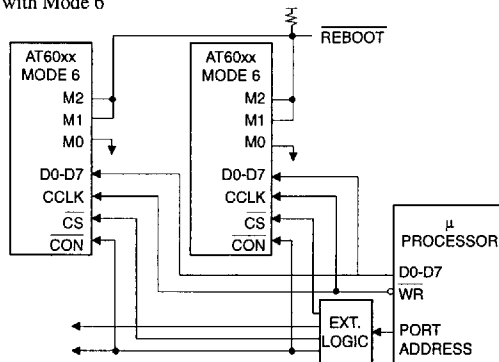 with Mode 6
REBOOT
AT60xx
MODE 6
M2
M1
M0
D0-D7
CCLK
CS
CON
AT60xx
MODE 6
M2
M1
M0
D0-D7
CCLK
CS
CON
μ
PROCESSOR
D0-D7
WR
PORT
ADDRESS
EXT.
LOGIC